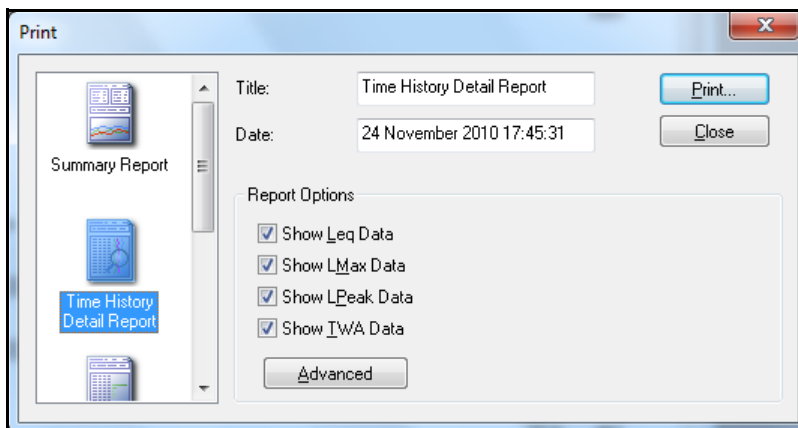 Print
Summary Report
Time History
Detail Report
Title:
Time History Detail Report
Date:
24 November 2010 17:45:31
Print...
Close
Report Options
Show Leq Data
Show LMax Data
Show LPeak Data
Show TWA Data
Advanced